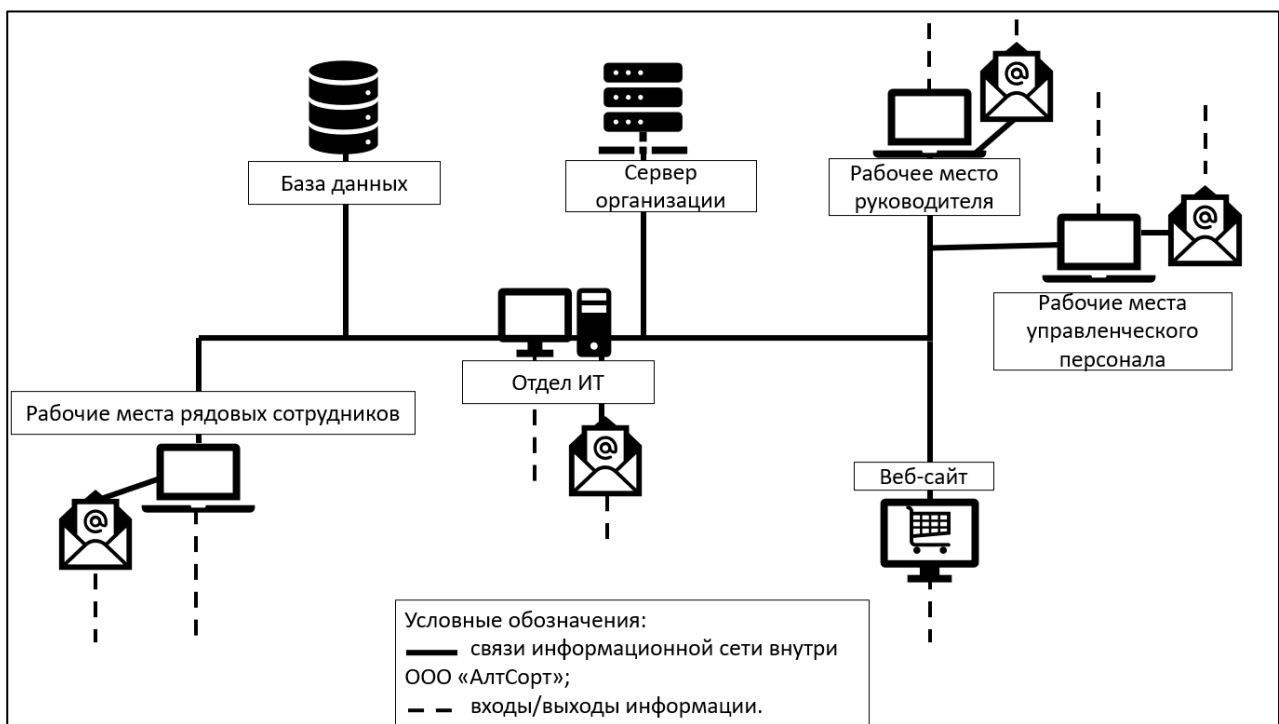 База данных
Сервер
организации
Рабочее место
руководителя
Рабочие места
управленческого
персонала
Отдел ИТ
Рабочие места рядовых сотрудников
Веб-сайт
Условные обозначения:
связи информационной сети внутри
ООО «АлтСорт»;
входы/выходы информации.